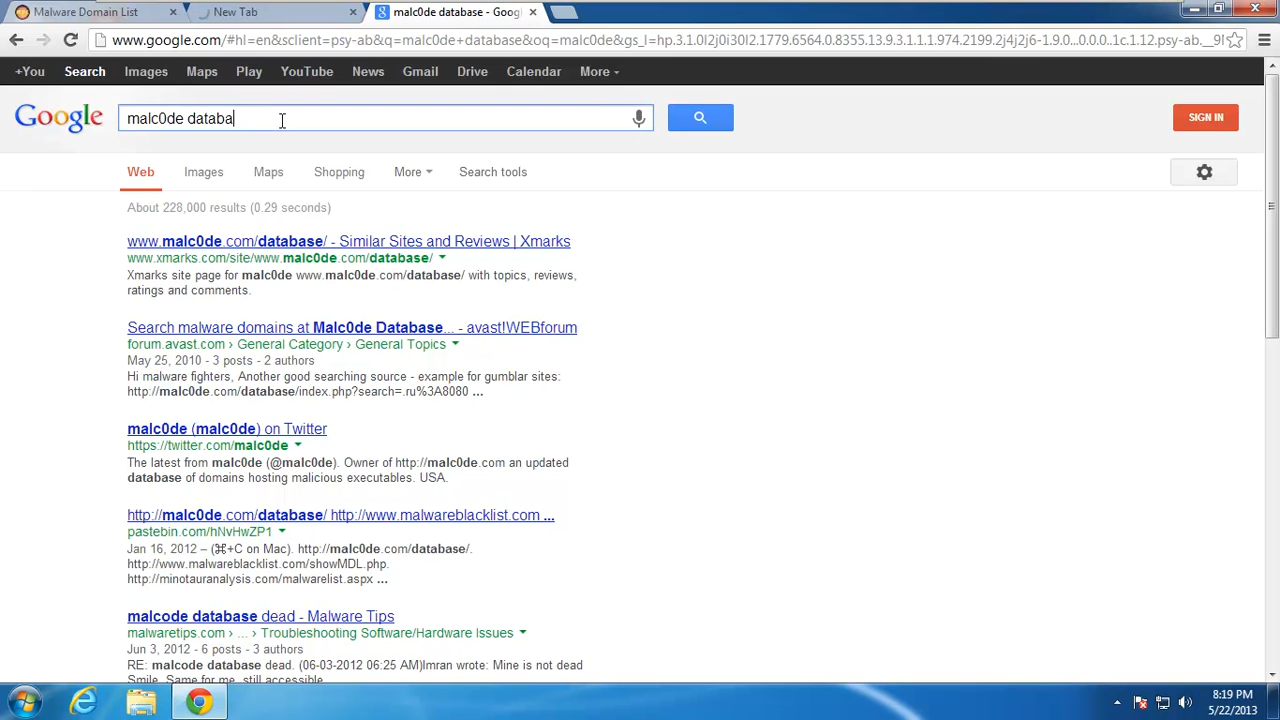 Malware Domain List
New Tab
malc0de database - Goog
www.google.com/#hl=en&sclient=psy-ab&q=malc0de+database&oq=malc0de&gs_l=hp.3.1.0l2j0i30l2.1779.6564.0.8355.13.9.3.1.1.1.974.2199.2j4j2j6-1.9.0...0.0.0..1c.1.12.psy-ab.
+You Search Images Maps Play YouTube News Gmail Drive Calendar More
Google malc0de databa SIGN IN
Web Images Maps Shopping More Search tools
About 228,000 results (0.29 seconds)
www.malc0de.com/database/ - Similar Sites and Reviews | Xmarks
www.xmarks.com/site/www.malc0de.com/database/
Xmarks site page for malc0de www.malc0de.com/database/ with topics, reviews,
ratings and comments.
Search malware domains at Malc0de Database... - avast!WEBforum
forum.avast.com › General Category › General Topics
May 25, 2010 - 3 posts - 2 authors
Hi malware fighters, Another good searching source - example for gumblar sites:
http://malc0de.com/database/index.php?search=.ru%3A8080 ...
malc0de (malc0de) on Twitter
https://twitter.com/malc0de
The latest from malc0de (@malc0de). Owner of http://malc0de.com an updated
database of domains hosting malicious executables. USA.
http://malc0de.com/database/ http://www.malwareblacklist.com ...
pastebin.com/hNvHwZP1
Jan 16, 2012 – (⌘+C on Mac). http://malc0de.com/database/.
http://www.malwareblacklist.com/showMDL.php.
http://minotauranalysis.com/malwarelist.aspx ...
malcode database dead - Malware Tips
malwaretips.com › ... › Troubleshooting Software/Hardware Issues
Jun 3, 2012 - 6 posts - 3 authors
RE: malcode database dead. (06-03-2012 06:25 AM)Imran wrote: Mine is not dead
Smile. Same for me, still accessible.
8:19 PM
5/22/2013